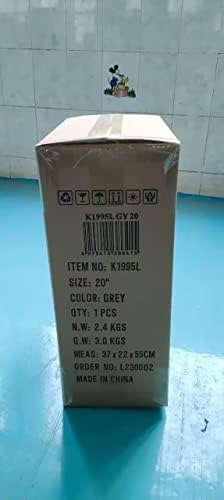 K1995L GY 20
ITEM NO: K1995L
SIZE: 20"
COLOR: GREY
QTY: 1 PCS
N.W: 2.4 KGS
G.W: 3.0 KGS
MEAS: 37 x 22 x 55CM
ORDER NO: L230002
MADE IN CHINA